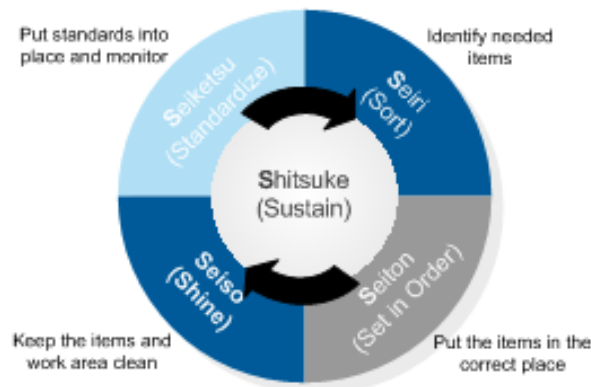 Put standards into
place and monitor
Identify needed
items
Seiketsu
(Standardize)
Seiri
(Sort)
Shitsuke
(Sustain)
Seiso
(Shine)
Seiton
(Set in Order)
Keep the items and
work area clean
Put the items in the
correct place